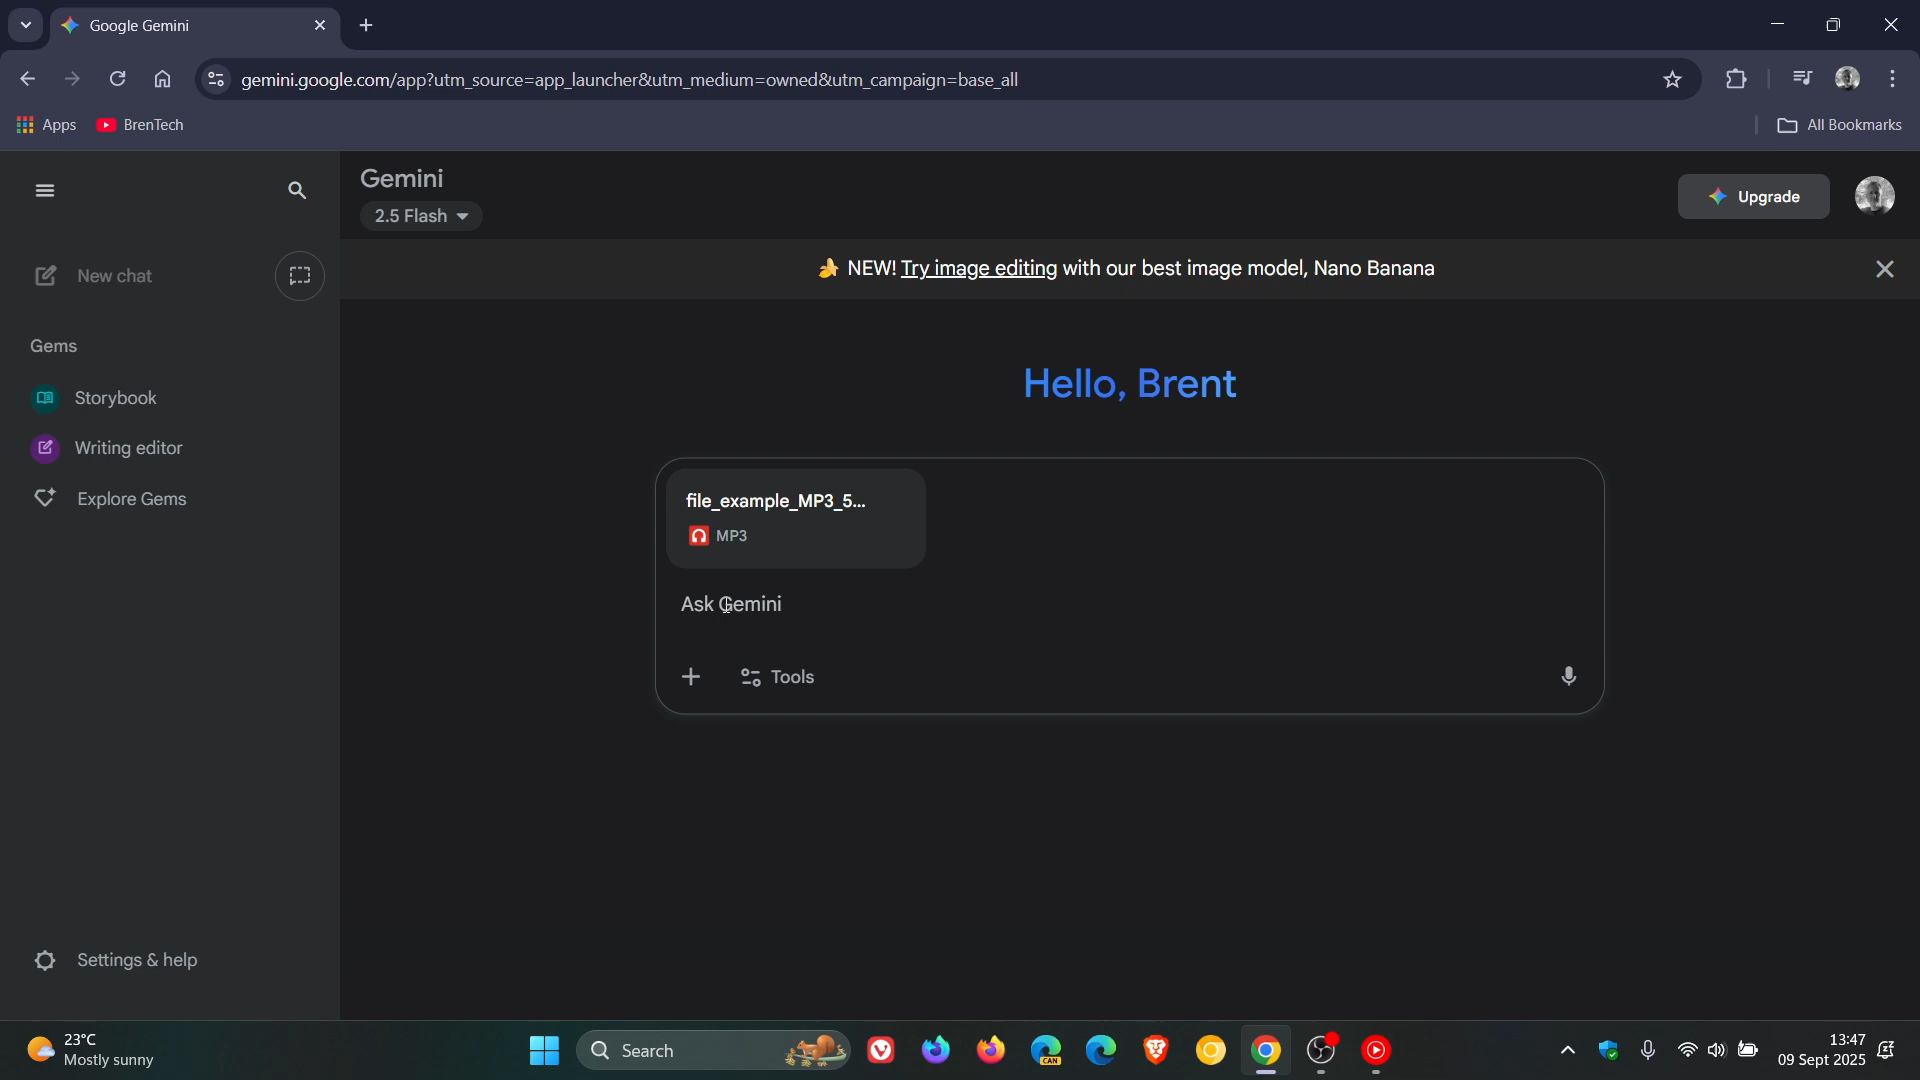 Google Gemini
gemini.google.com/app?utm_source=app_launcher&utm_medium=owned&utm_campaign=base_all
Apps
BrenTech
All Bookmarks
Gemini
2.5 Flash
Upgrade
NEW! Try image editing with our best image model, Nano Banana
New chat
Gems
Storybook
Writing editor
Explore Gems
Settings & help
Hello, Brent
file_example_MP3_5...
MP3
Ask Gemini
Tools
23°C
Mostly sunny
Search
CAN
13:47
09 Sept 2025